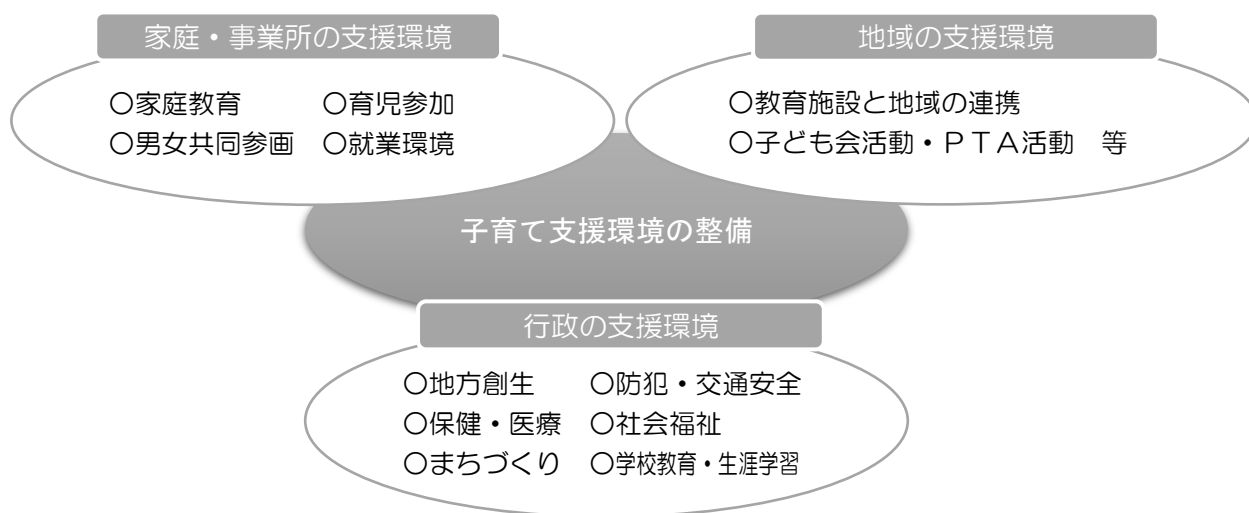 家庭・事業所の支援環境
○家庭教育 ○育児参加
○男女共同参画 ○就業環境
地域の支援環境
○教育施設と地域の連携
○子ども会活動・ＰＴＡ活動　等
子育て支援環境の整備
行政の支援環境
○地方創生 ○防犯・交通安全
○保健・医療 ○社会福祉
○まちづくり ○学校教育・生涯学習